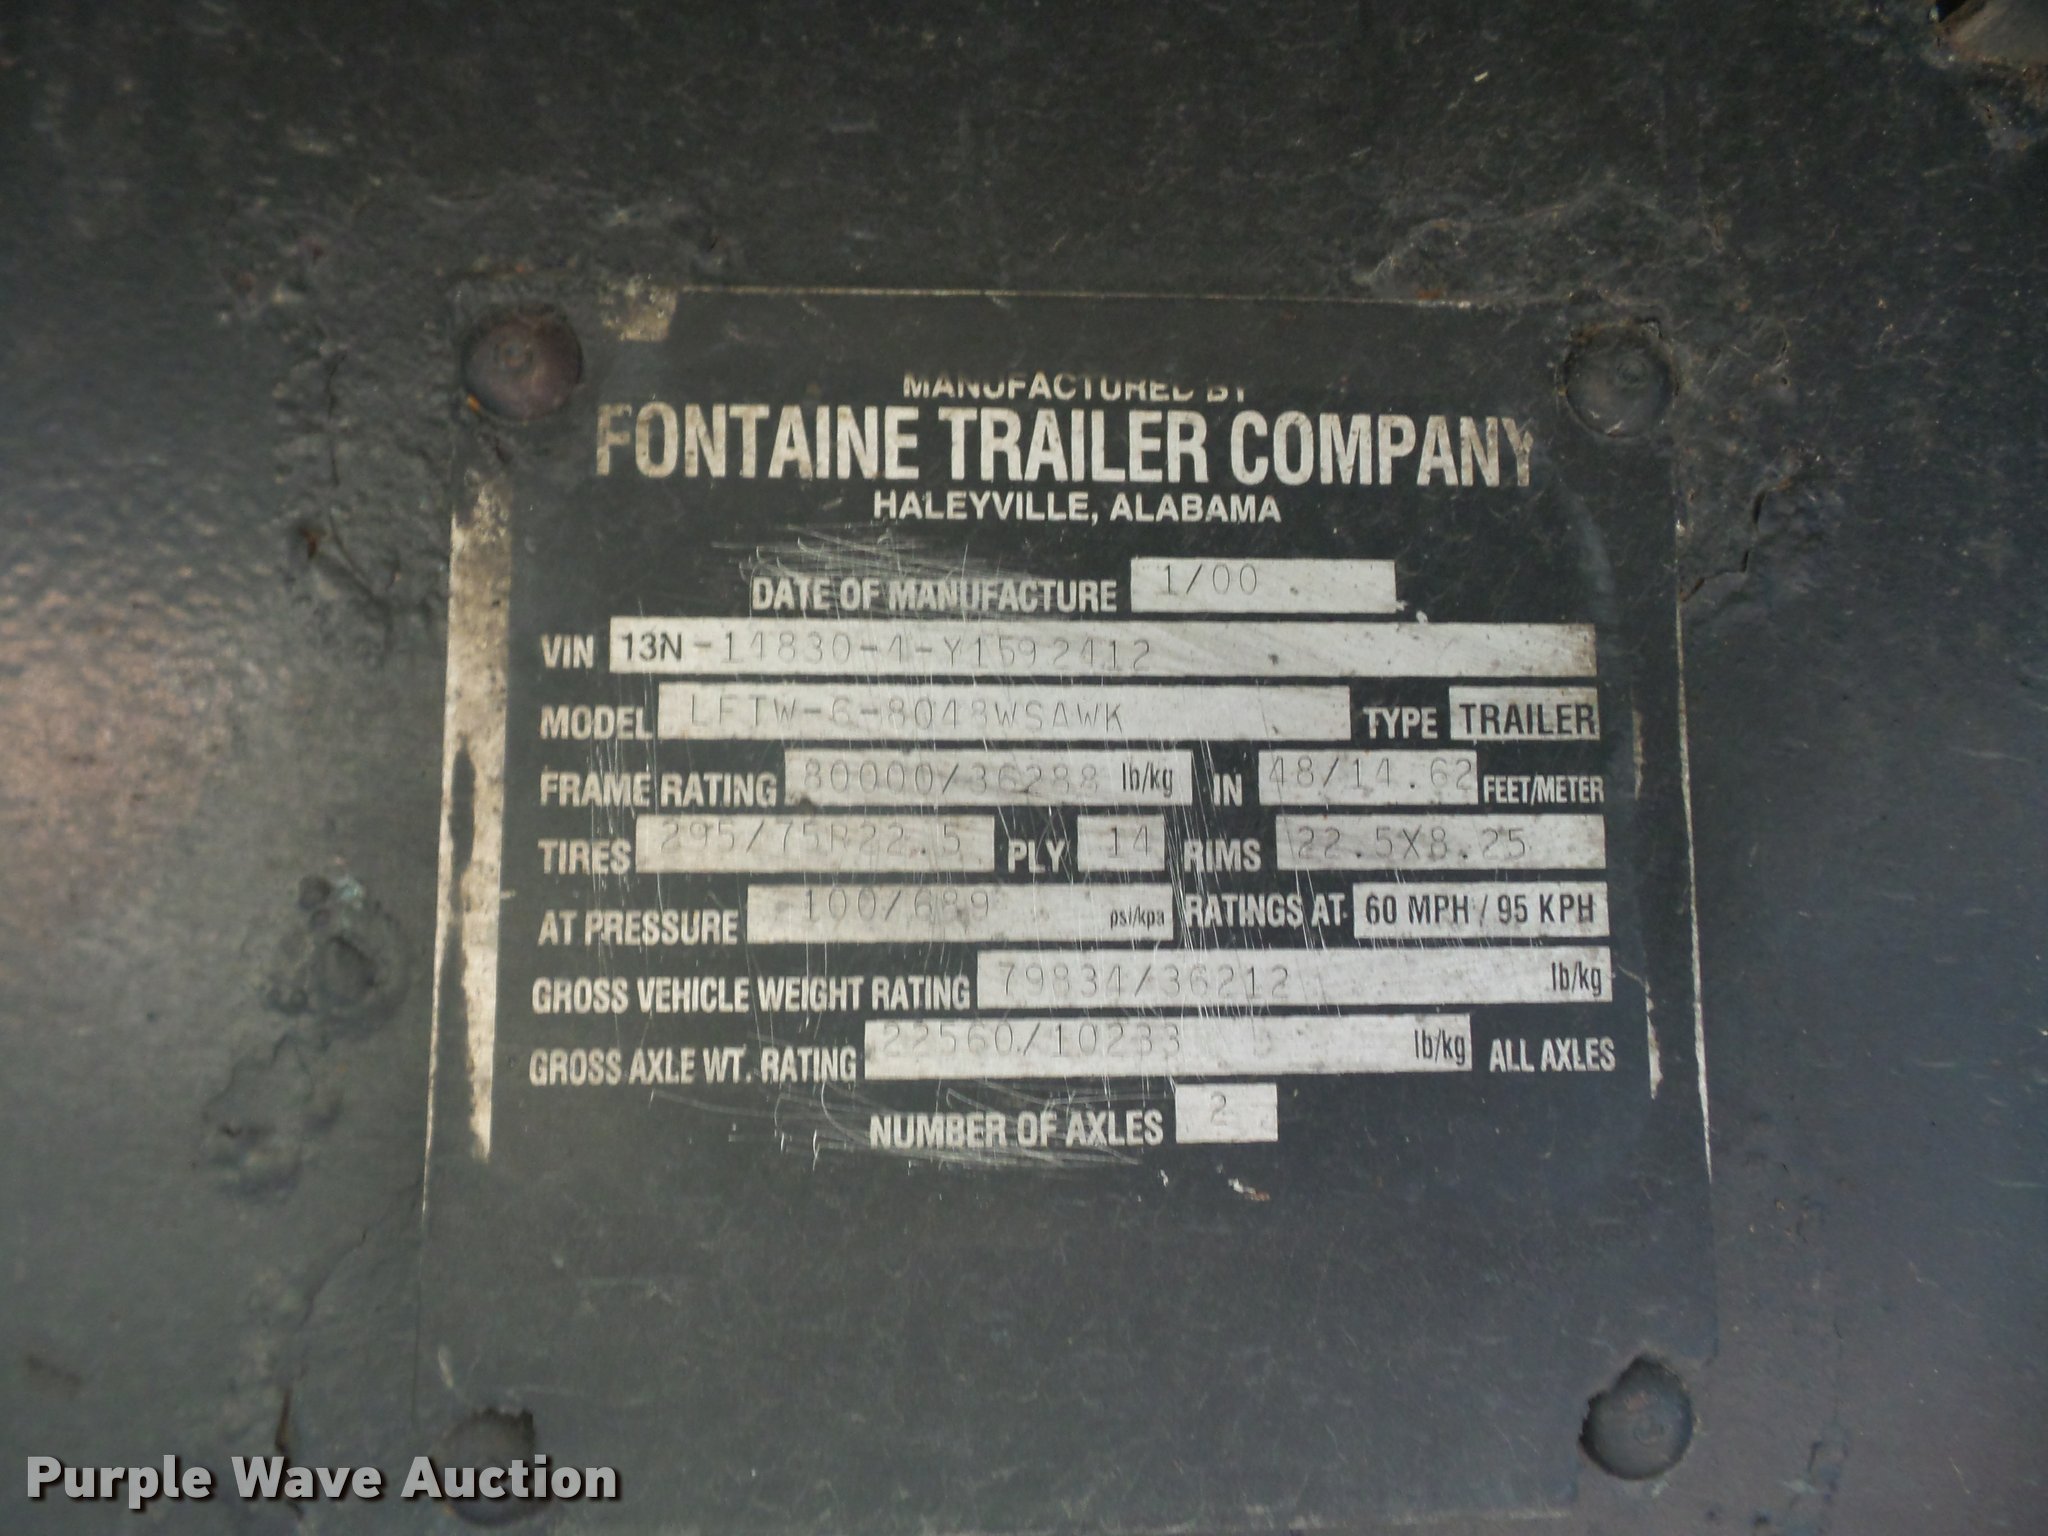 MANUFACTURED BY
FONTAINE TRAILER COMPANY
HALEYVILLE, ALABAMA
DATE OF MANUFACTURE 1/00
VIN 13N-14830-4-Y1592412
MODEL LFTW-6-8048WSAWK TYPE TRAILER
FRAME RATING 80000/36288 lb/kg IN 48/14.62 FEET/METER
TIRES 295/75R22.5 PLY 14 RIMS 22.5X8.25
AT PRESSURE 100/689 psi/kpa RATINGS AT 60 MPH / 95 KPH
GROSS VEHICLE WEIGHT RATING 79834/36212 lb/kg
GROSS AXLE WT. RATING 22560/10233 lb/kg ALL AXLES
NUMBER OF AXLES 2
Purple Wave Auction